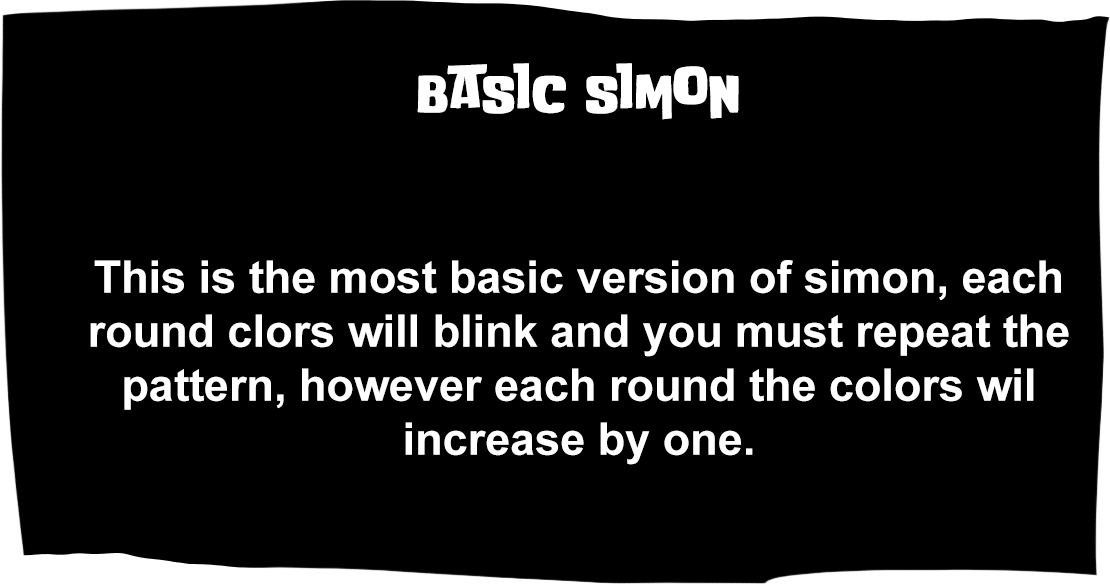 BASIC SIMON
This is the most basic version of simon, each
round clors will blink and you must repeat the
pattern, however each round the colors wil
increase by one.